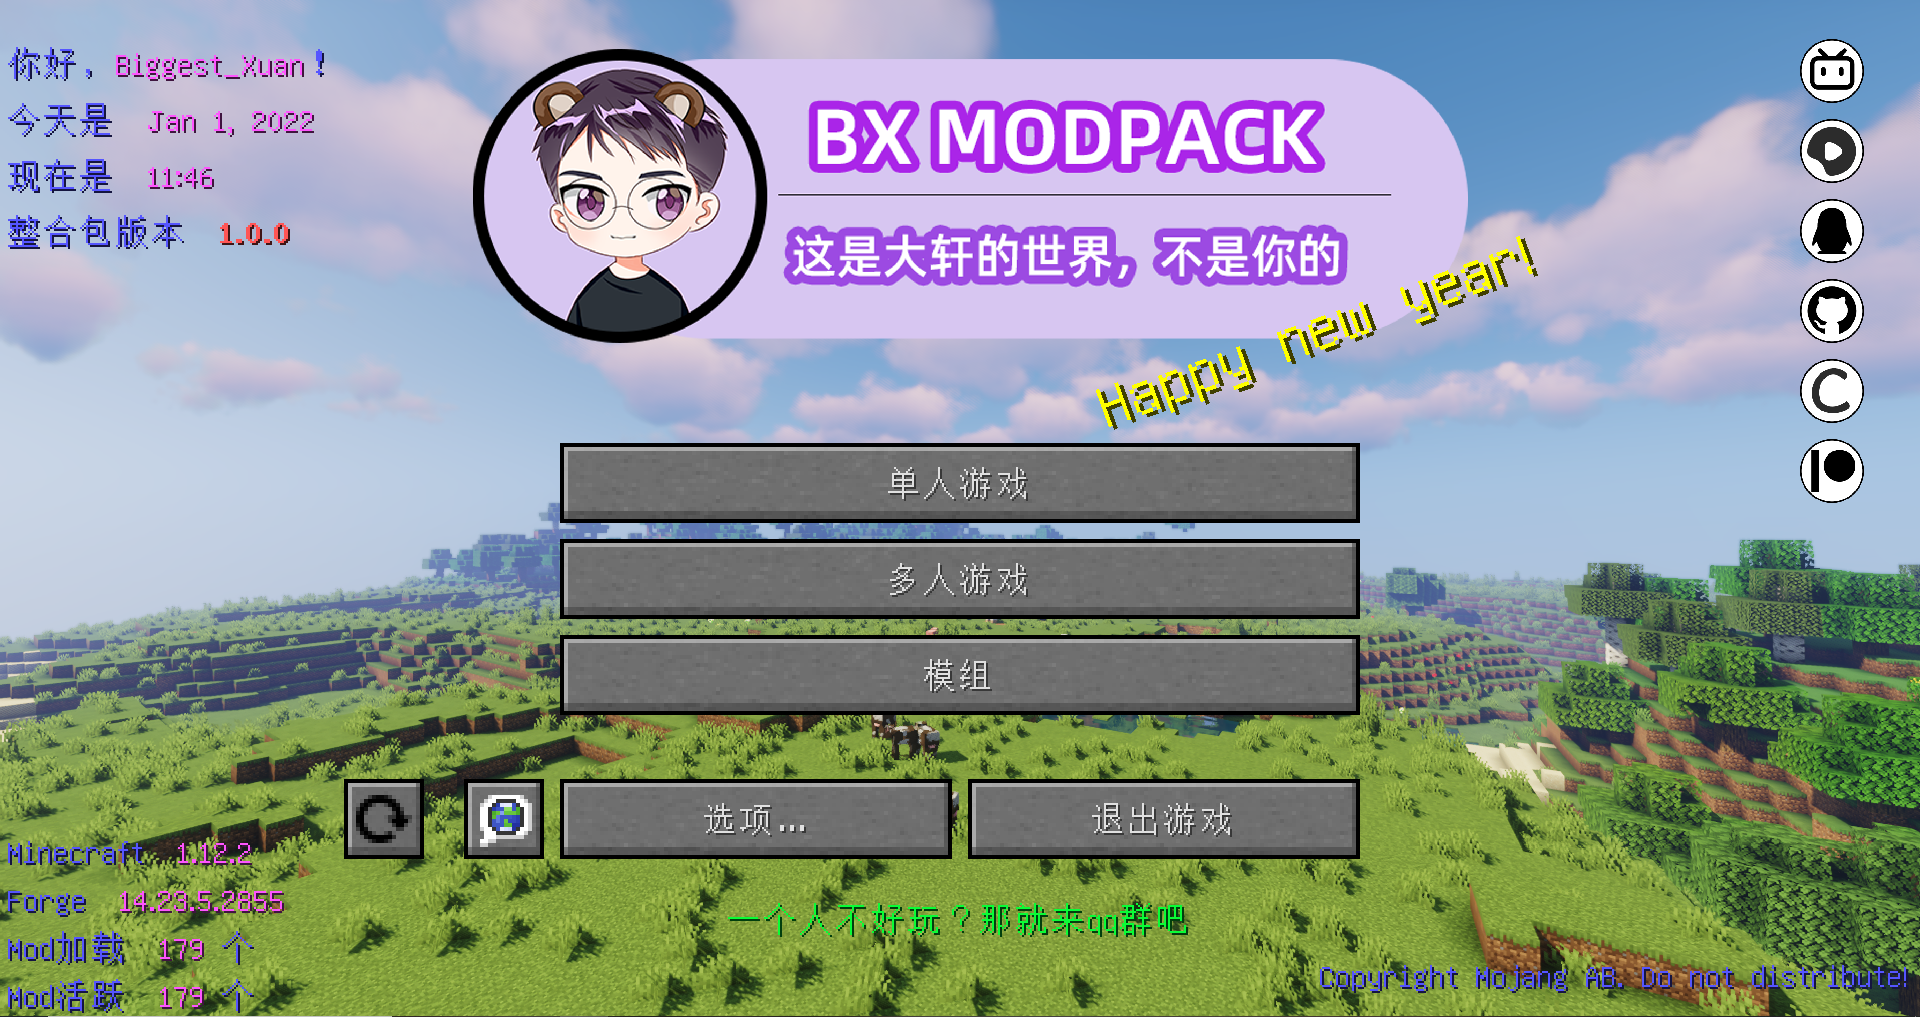 你好，Biggest_Xuan！
今天是 Jan 1, 2022
现在是 11:46
整合包版本 1.0.0
BX MODPACK
这是大轩的世界，不是你的
Happy new year!
单人游戏
多人游戏
模组
选项...
退出游戏
Minecraft 1.12.2
Forge 14.23.5.2855
Mod加载 179 个
Mod活跃 179 个
一个人不好玩？那就来qq群吧
Copyright Mojang AB. Do not distribute!